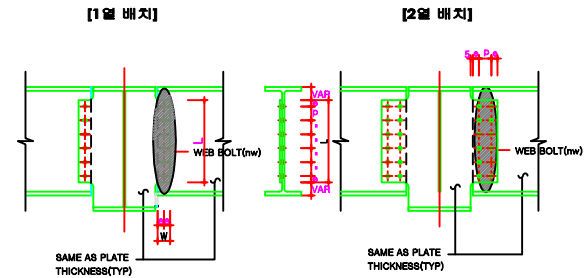 [1열 배치]
[2열 배치]
5 a P a
VAR
P
L
WEB BOLT(nw)
L
WEB BOLT(nw)
VAR
W
SAME AS PLATE
THICKNESS(TYP)
SAME AS PLATE
THICKNESS(TYP)